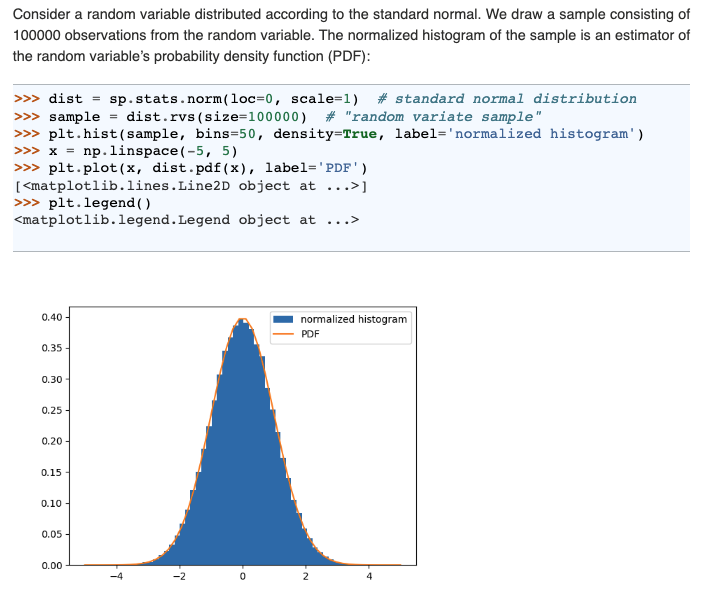 Consider a random variable distributed according to the standard normal. We draw a sample consisting of
100000 observations from the random variable. The normalized histogram of the sample is an estimator of
the random variable’s probability density function (PDF):
>>> dist = sp.stats.norm(loc=0, scale=1)  # standard normal distribution
>>> sample = dist.rvs(size=100000)  # "random variate sample"
>>> plt.hist(sample, bins=50, density=True, label='normalized histogram')
>>> x = np.linspace(-5, 5)
>>> plt.plot(x, dist.pdf(x), label='PDF')
[<matplotlib.lines.Line2D object at ...>]
>>> plt.legend()
<matplotlib.legend.Legend object at ...>
normalized histogram
PDF
0.40
0.35
0.30
0.25
0.20
0.15
0.10
0.05
0.00
−4 −2 0 2 4